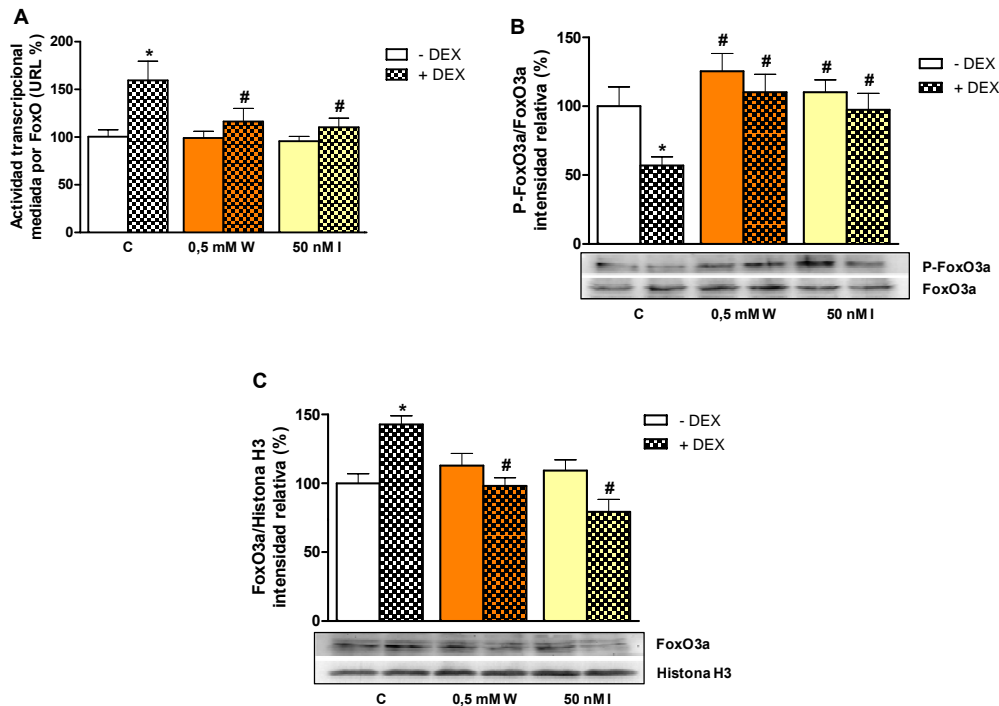 A
Actividad transcripcional
mediada por FoxO (URL %)
200
150
100
50
0
*
#
#
C
0,5 mM W
50 nM I
- DEX
+ DEX
B
P-FoxO3a/FoxO3a
intensidad relativa (%)
150
100
50
0
*
#
#
#
#
- DEX
+ DEX
P-FoxO3a
FoxO3a
C
0,5 mM W
50 nM I
C
FoxO3a/Histona H3
intensidad relativa (%)
150
100
50
0
*
#
#
- DEX
+ DEX
FoxO3a
Histona H3
C
0,5 mM W
50 nM I